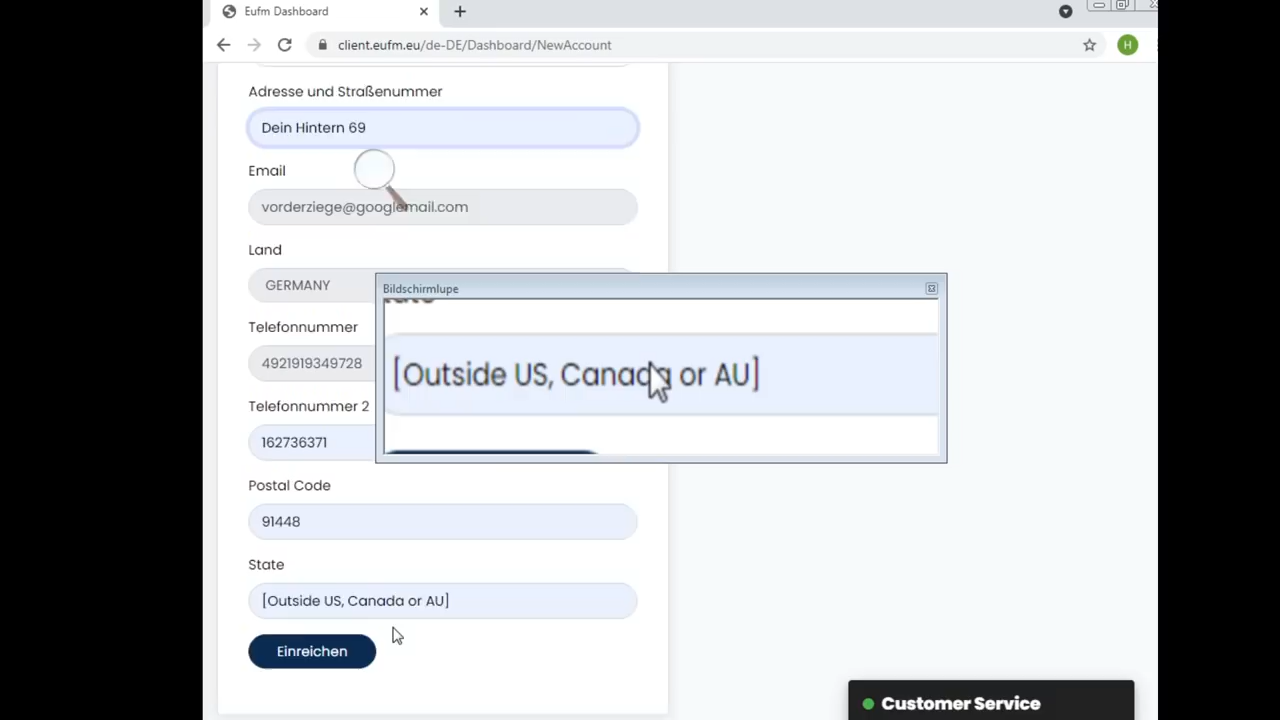 Eufm Dashboard
client.eufm.eu/de-DE/Dashboard/NewAccount
H
Adresse und Straßenummer
Dein Hintern 69
Email
vorderziege@googlemail.com
Land
GERMANY
Bildschirmlupe
[Outside US, Canada or AU]
Telefonnummer
4921919349728
Telefonnummer 2
162736371
Postal Code
91448
State
[Outside US, Canada or AU]
Einreichen
Customer Service